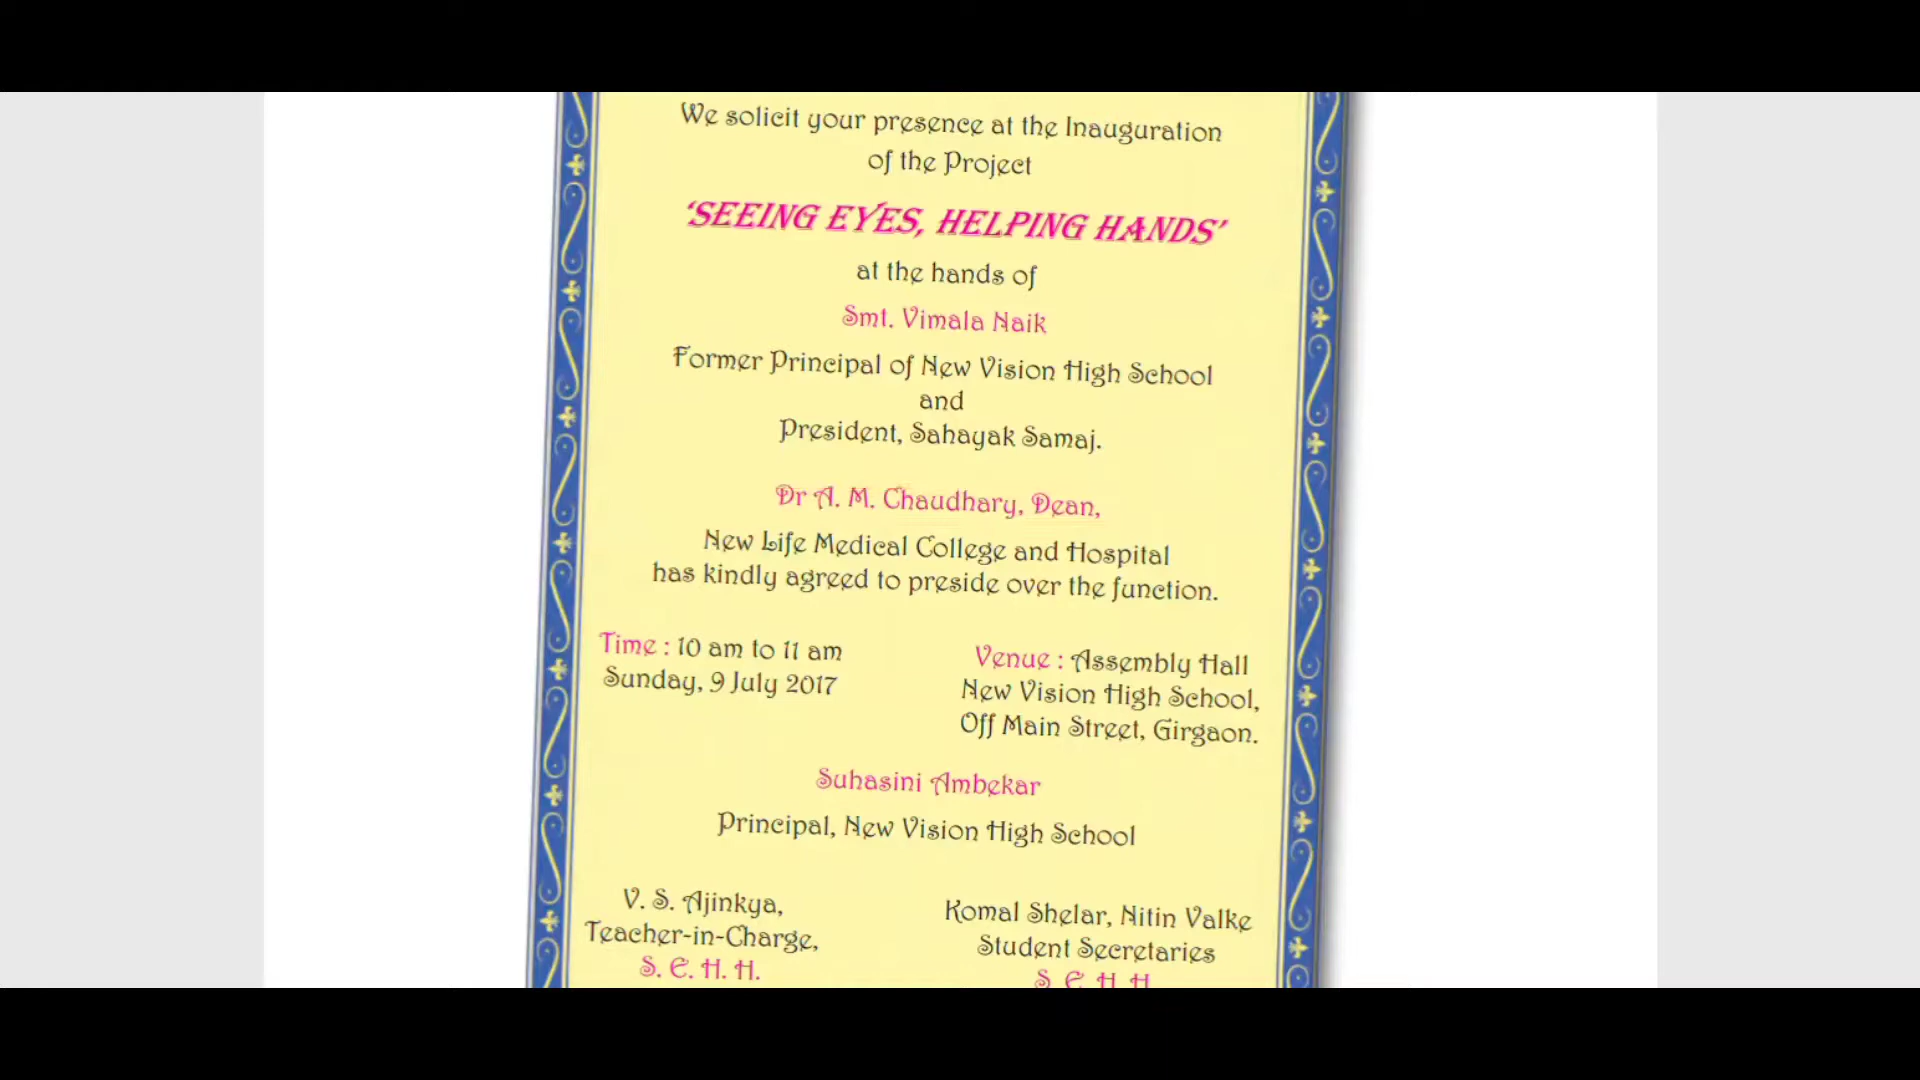 We solicit your presence at the Inauguration
of the Project
‘SEEING EYES, HELPING HANDS’
at the hands of
Smt. Vimala Naik
Former Principal of New Vision High School
and
President, Sahayak Samaj.
Dr A. M. Chaudhary, Dean,
New Life Medical College and Hospital
has kindly agreed to preside over the function.
Time : 10 am to 11 am
Sunday, 9 July 2017
Venue : Assembly Hall
New Vision High School,
Off Main Street, Girgaon.
Suhasini Ambekar
Principal, New Vision High School
V. S. Ajinkya,
Teacher-in-Charge,
S. E. H. H.
Komal Shelar, Nitin Valke
Student Secretaries
S. E. H. H.